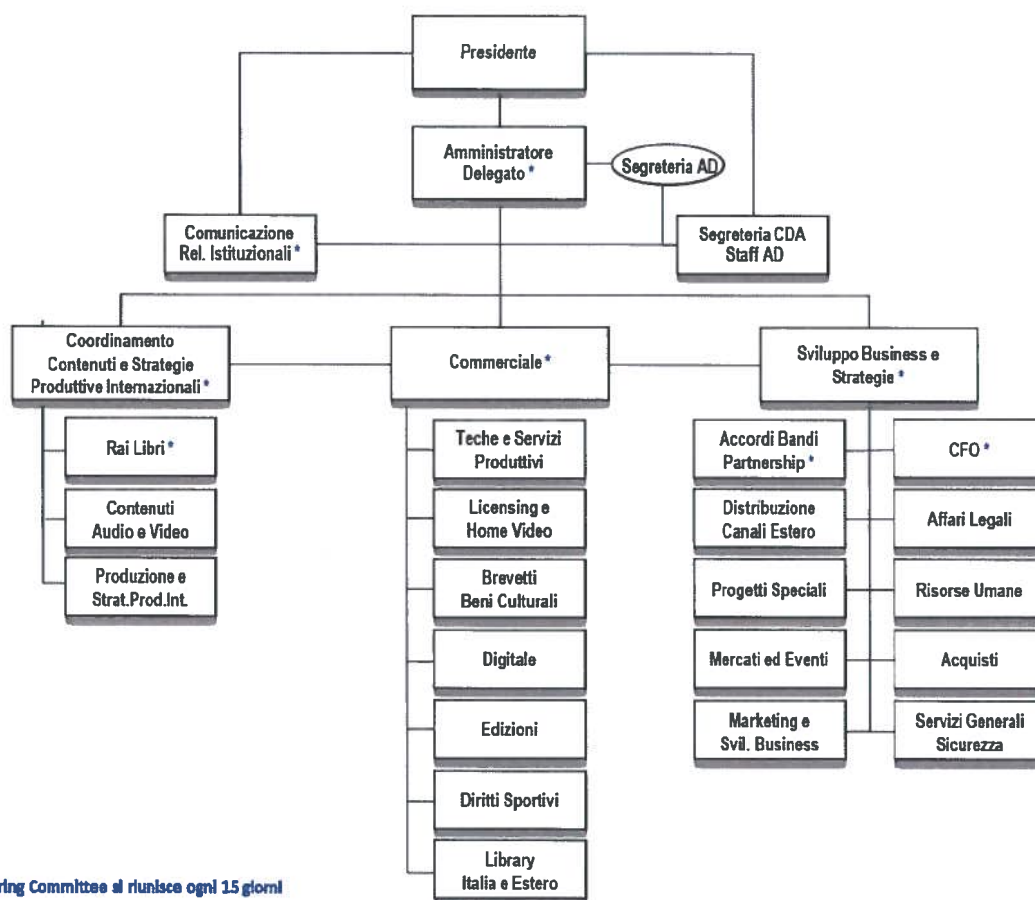 Presidente
Amministratore
Delegato *
Segreteria AD
Comunicazione
Rel. Istituzionali *
Segreteria CDA
Staff AD
Coordinamento
Contenuti e Strategie
Produttive Internazionali *
Commerciale *
Sviluppo Business e
Strategie *
Rai Libri *
Contenuti
Audio e Video
Produzione e
Strat.Prod.Int.
Teche e Servizi
Produttivi
Licensing e
Home Video
Brevetti
Beni Culturali
Digitale
Edizioni
Diritti Sportivi
Library
Italia e Estero
Accordi Bandi
Partnership *
CFO *
Distribuzione
Canali Estero
Affari Legali
Progetti Speciali
Risorse Umane
Mercati ed Eventi
Acquisti
Marketing e
Svil. Business
Servizi Generali
Sicurezza
ring Committee si riunisce ogni 15 giorni